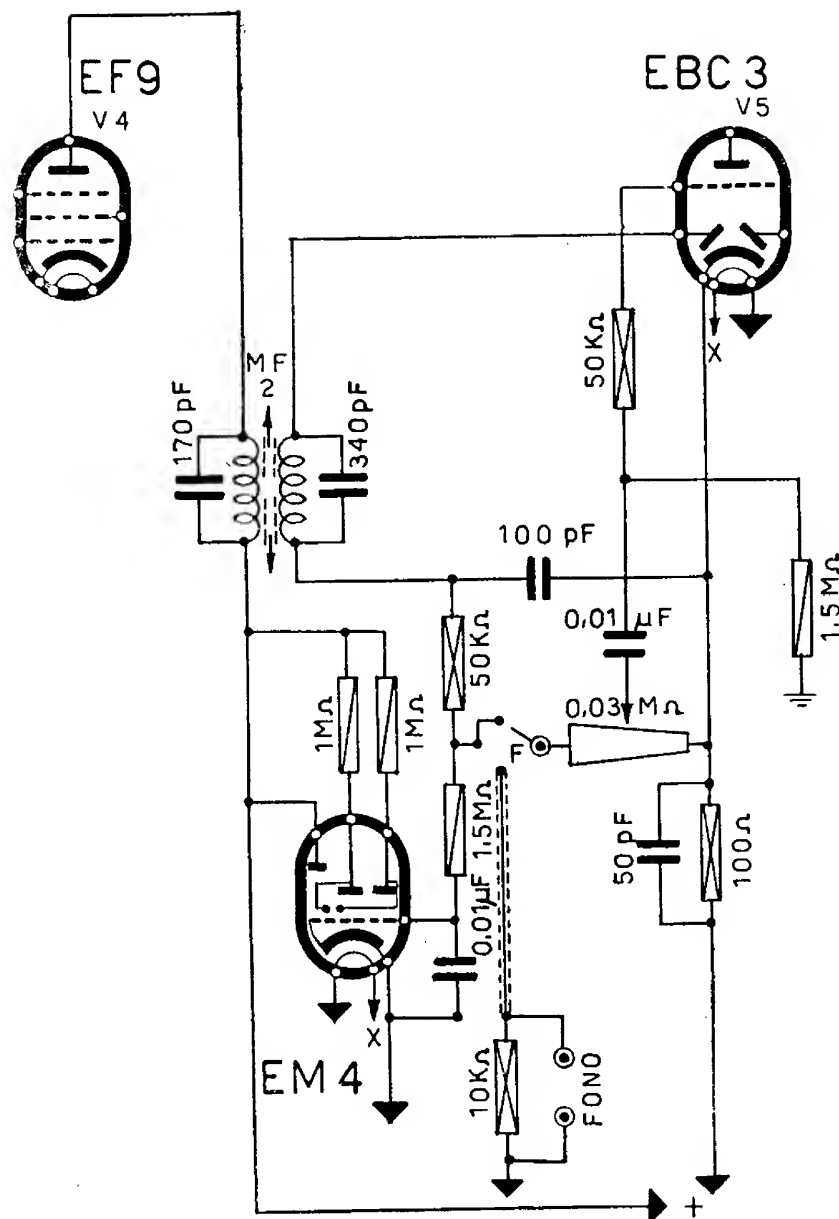 EF9
V4
EBC3
V5
X
50KΩ
MF
2
170pF
340pF
100 pF
0,01 µF
1,5MΩ
50KΩ
0,03 MΩ
F
1MΩ
1MΩ
1,5MΩ
0,01µF
50 pF
100Ω
X
EM4
10KΩ
FONO
+